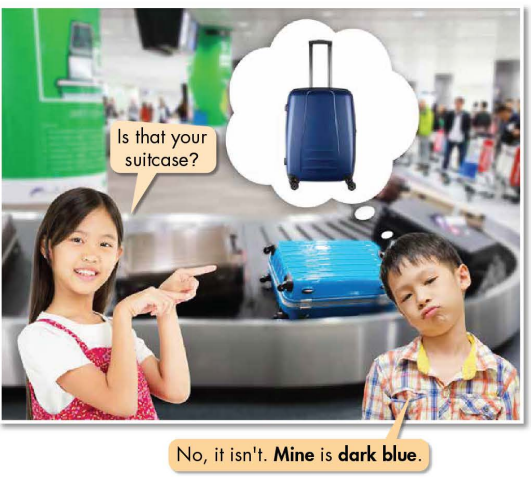 Is that your
suitcase?
No, it isn't. Mine is dark blue.